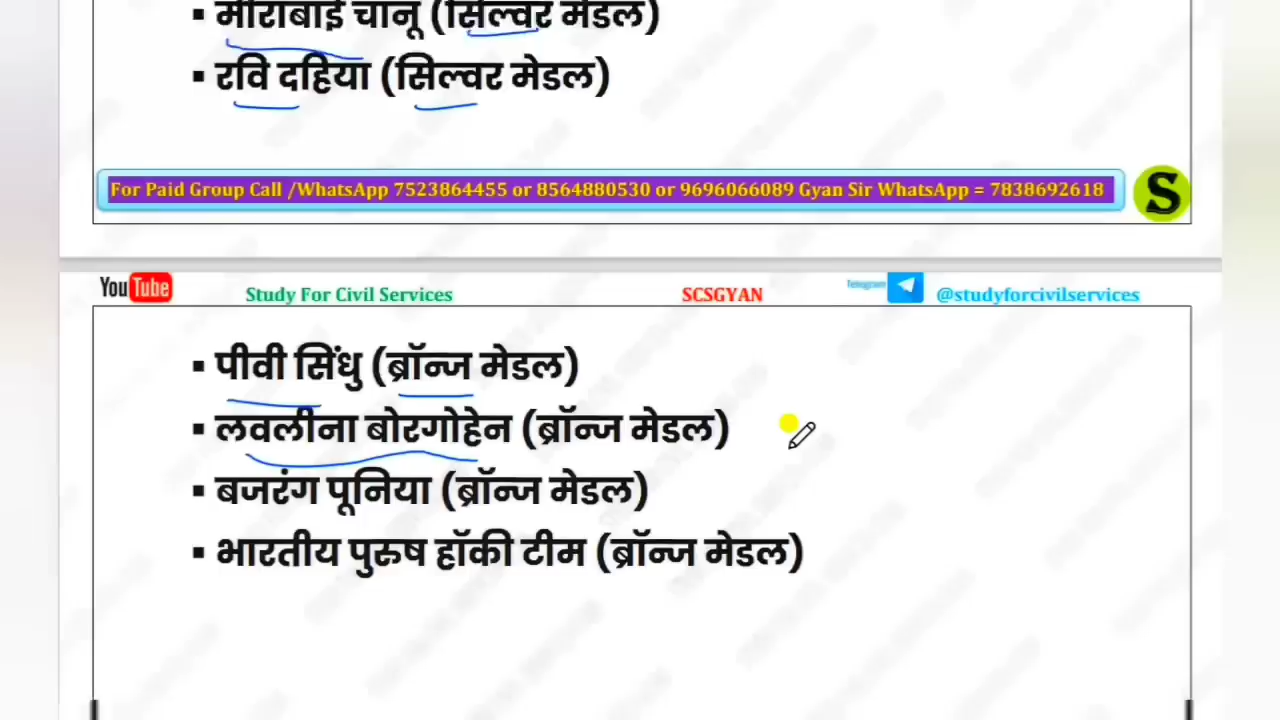 ▪ मीराबाई चानू (सिल्वर मेडल)
▪ रवि दहिया (सिल्वर मेडल)
For Paid Group Call /WhatsApp 7523864455 or 8564880530 or 9696066089 Gyan Sir WhatsApp = 7838692618
S
YouTube Study For Civil Services SCSGYAN Telegram @studyforcivilservices
▪ पीवी सिंधु (ब्रॉन्ज मेडल)
▪ लवलीना बोरगोहेन (ब्रॉन्ज मेडल)
▪ बजरंग पूनिया (ब्रॉन्ज मेडल)
▪ भारतीय पुरुष हॉकी टीम (ब्रॉन्ज मेडल)